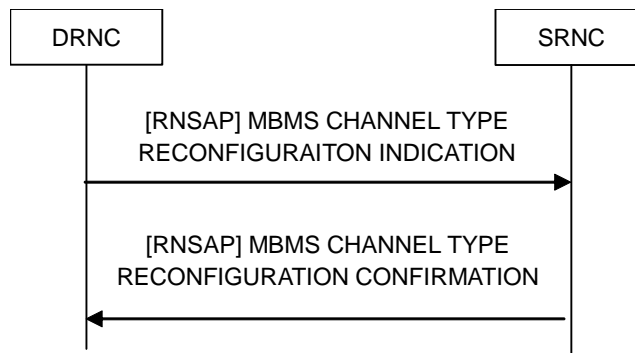 DRNC
SRNC
[RNSAP] MBMS CHANNEL TYPE
RECONFIGURAITON INDICATION
[RNSAP] MBMS CHANNEL TYPE
RECONFIGURATION CONFIRMATION